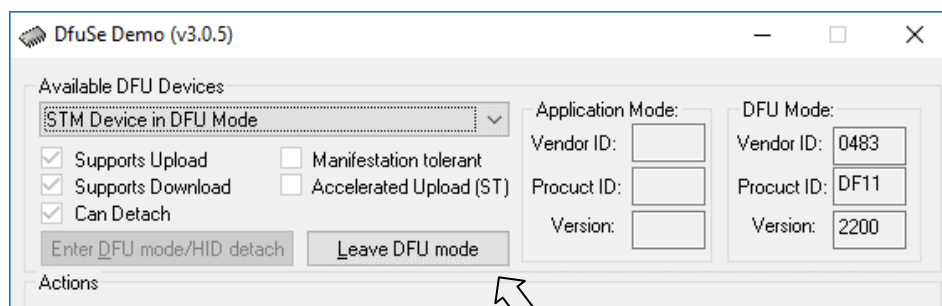 DfuSe Demo (v3.0.5)
Available DFU Devices
STM Device in DFU Mode
Supports Upload
Manifestation tolerant
Supports Download
Accelerated Upload (ST)
Can Detach
Enter DFU mode/HID detach
Leave DFU mode
Application Mode:
Vendor ID:
Procuct ID:
Version:
DFU Mode:
Vendor ID: 0483
Procuct ID: DF11
Version: 2200
Actions